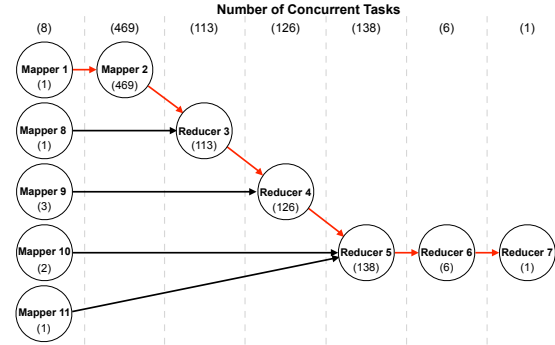 Number of Concurrent Tasks
(8) (469) (113) (126) (138) (6) (1)
Mapper 1
(1)
Mapper 2
(469)
Mapper 8
(1)
Reducer 3
(113)
Mapper 9
(3)
Reducer 4
(126)
Mapper 10
(2)
Reducer 5
(138)
Reducer 6
(6)
Reducer 7
(1)
Mapper 11
(1)